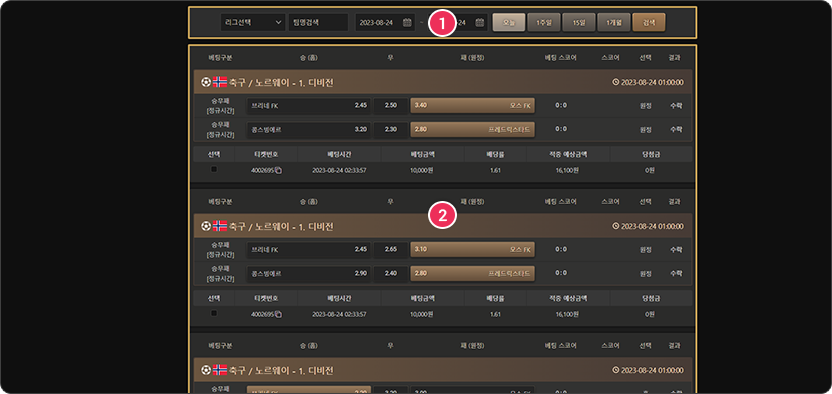 리그선택 팀명검색 2023-08-24 - 24 오늘 1주일 15일 1개월 검색
1
베팅구분 승 (홈) 무 패 (원정) 베팅 스코어 스코어 선택 결과
축구 / 노르웨이 - 1. 디비전 2023-08-24 01:00:00
승무패 [정규시간] 브리네 FK 2.45 2.50 3.40 모스 FK 0 : 0 원정 수락
승무패 [정규시간] 콩스빙에르 3.20 2.30 2.80 프레드릭스타드 0 : 0 원정 수락
선택 티켓번호 베팅시간 베팅금액 배당률 적중 예상금액 당첨금
4002695 2023-08-24 02:33:57 10,000원 1.61 16,100원 0원
베팅구분 승 (홈) 무 패 (원정) 베팅 스코어 스코어 선택 결과
2
축구 / 노르웨이 - 1. 디비전 2023-08-24 01:00:00
승무패 [정규시간] 브리네 FK 2.45 2.65 3.10 모스 FK 0 : 0 원정 수락
승무패 [정규시간] 콩스빙에르 2.90 2.40 2.80 프레드릭스타드 0 : 0 원정 수락
선택 티켓번호 베팅시간 베팅금액 배당률 적중 예상금액 당첨금
4002695 2023-08-24 02:33:57 10,000원 1.61 16,100원 0원
베팅구분 승 (홈) 무 패 (원정) 베팅 스코어 스코어 선택 결과
축구 / 노르웨이 - 1. 디비전 2023-08-24 01:00:00
승무패